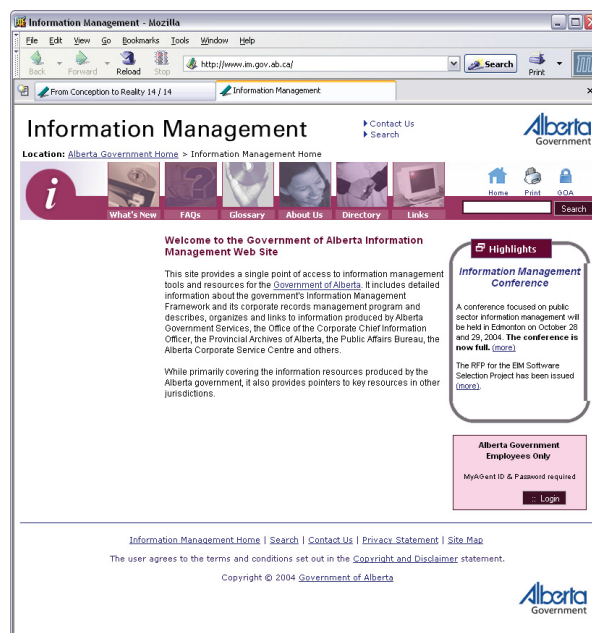 Information Management - Mozilla
File Edit View Go Bookmarks Tools Window Help
Back Forward Reload Stop http://www.im.gov.ab.ca/ Search Print
From Conception to Reality 14 / 14 Information Management
Information Management
Contact Us
Search
Alberta
Government
Location: Alberta Government Home > Information Management Home
i
What's New FAQs Glossary About Us Directory Links
Home Print GOA
Search
Welcome to the Government of Alberta Information
Management Web Site
This site provides a single point of access to information management
tools and resources for the Government of Alberta. It includes detailed
information about the government's Information Management
Framework and its corporate records management program and
describes, organizes and links to information produced by Alberta
Government Services, the Office of the Corporate Chief Information
Officer, the Provincial Archives of Alberta, the Public Affairs Bureau, the
Alberta Corporate Service Centre and others.
While primarily covering the information resources produced by the
Alberta government, it also provides pointers to key resources in other
jurisdictions.
Highlights
Information Management
Conference
A conference focused on public
sector information management will
be held in Edmonton on October 28
and 29, 2004. The conference is
now full. (more)
The RFP for the EIM Software
Selection Project has been issued
(more).
Alberta Government
Employees Only
MyAGent ID & Password required
:: Login
Information Management Home | Search | Contact Us | Privacy Statement | Site Map
The user agrees to the terms and conditions set out in the Copyright and Disclaimer statement.
Copyright © 2004 Government of Alberta
Alberta
Government